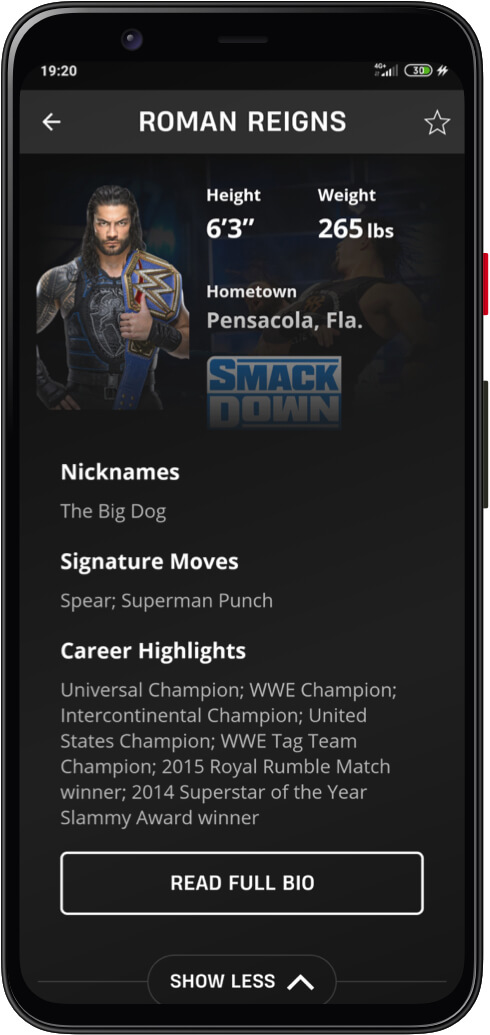 19:20
4G+
30
ROMAN REIGNS
Height
Weight
6’3”
265 lbs
Hometown
Pensacola, Fla.
SMACK
DOWN
Nicknames
The Big Dog
Signature Moves
Spear; Superman Punch
Career Highlights
Universal Champion; WWE Champion;
Intercontinental Champion; United
States Champion; WWE Tag Team
Champion; 2015 Royal Rumble Match
winner; 2014 Superstar of the Year
Slammy Award winner
READ FULL BIO
SHOW LESS